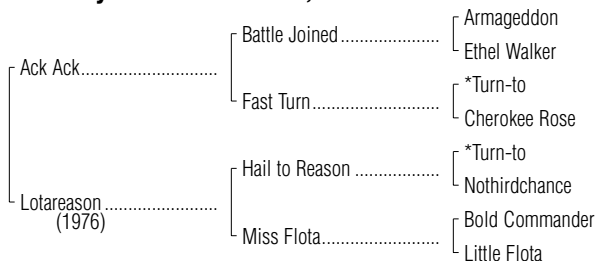 Armageddon
Battle Joined....................
Ethel Walker
Ack Ack............................
*Turn-to
Fast Turn..........................
Cherokee Rose
*Turn-to
Hail to Reason .................
Nothirdchance
Lotareason .......................
(1976)
Bold Commander
Miss Flota........................
Little Flota